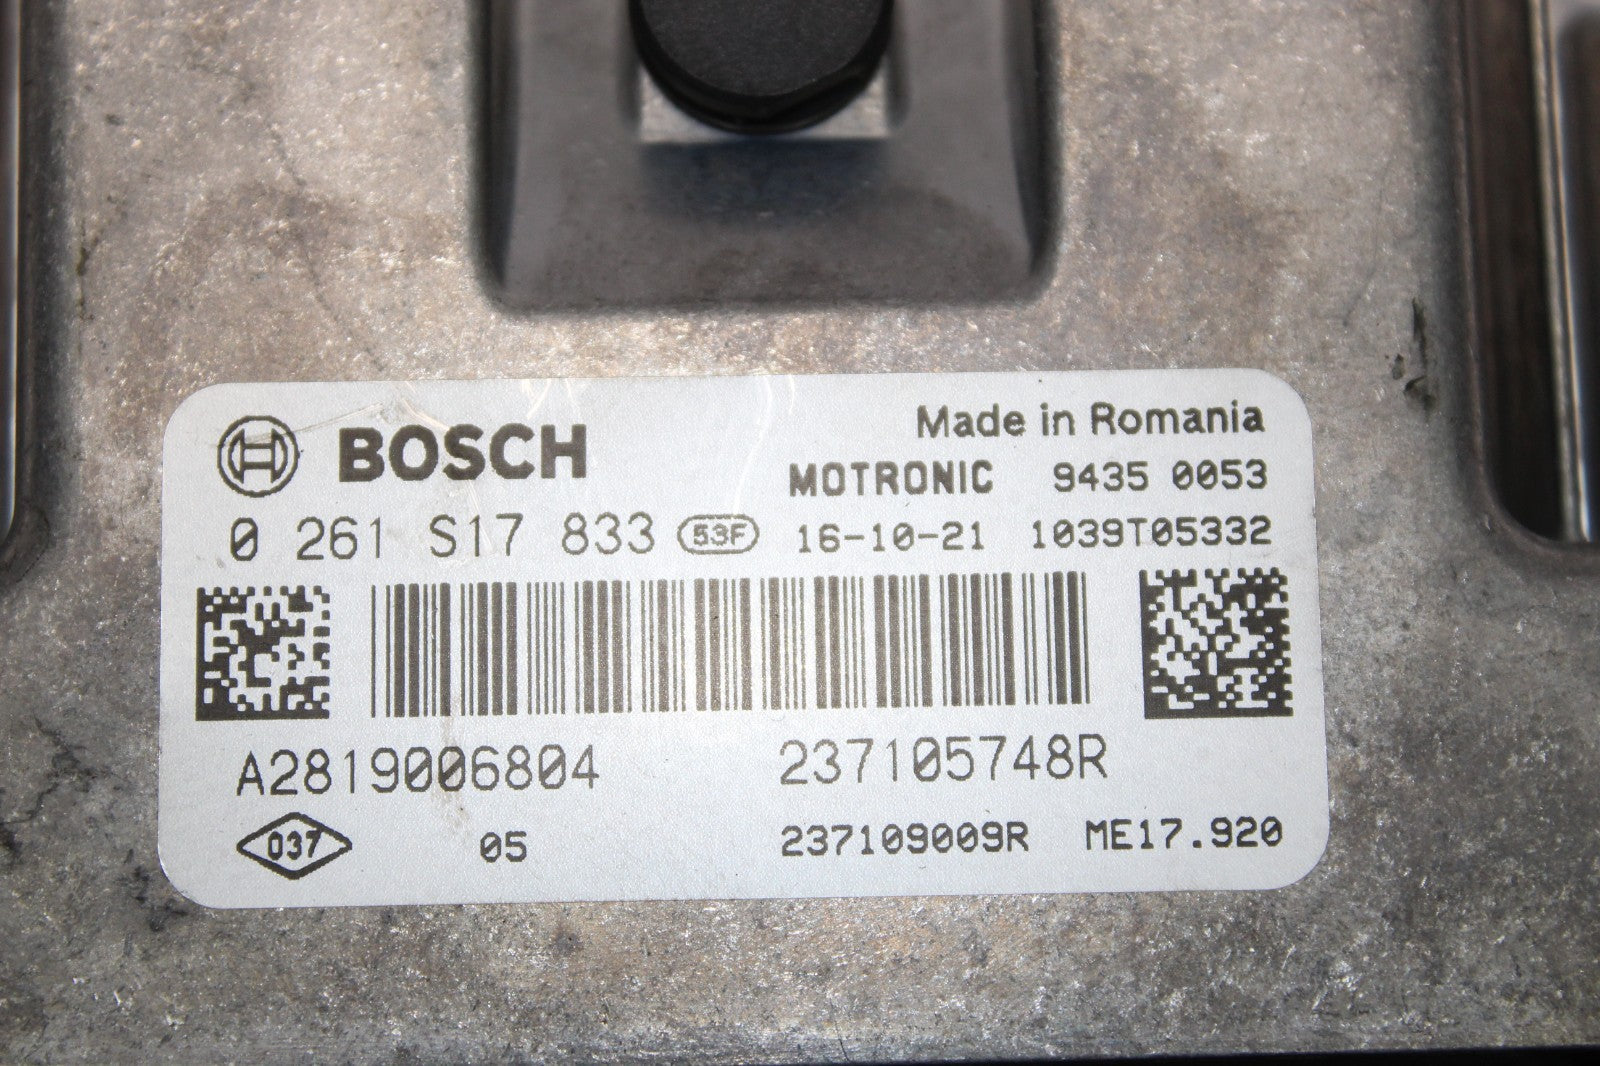 BOSCH
Made in Romania
MOTRONIC 9435 0053
0 261 S17 833 53F 16-10-21 1039T05332
A2819006804 237105748R
037 05 237109009R ME17.920